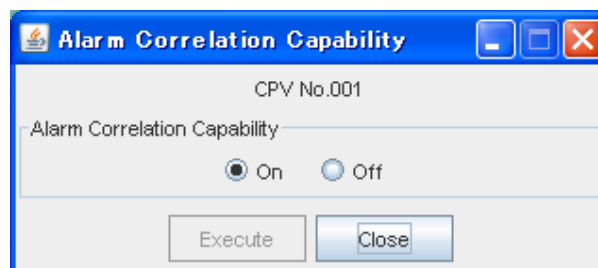 Alarm Correlation Capability
CPV No.001
Alarm Correlation Capability
On Off
Execute Close